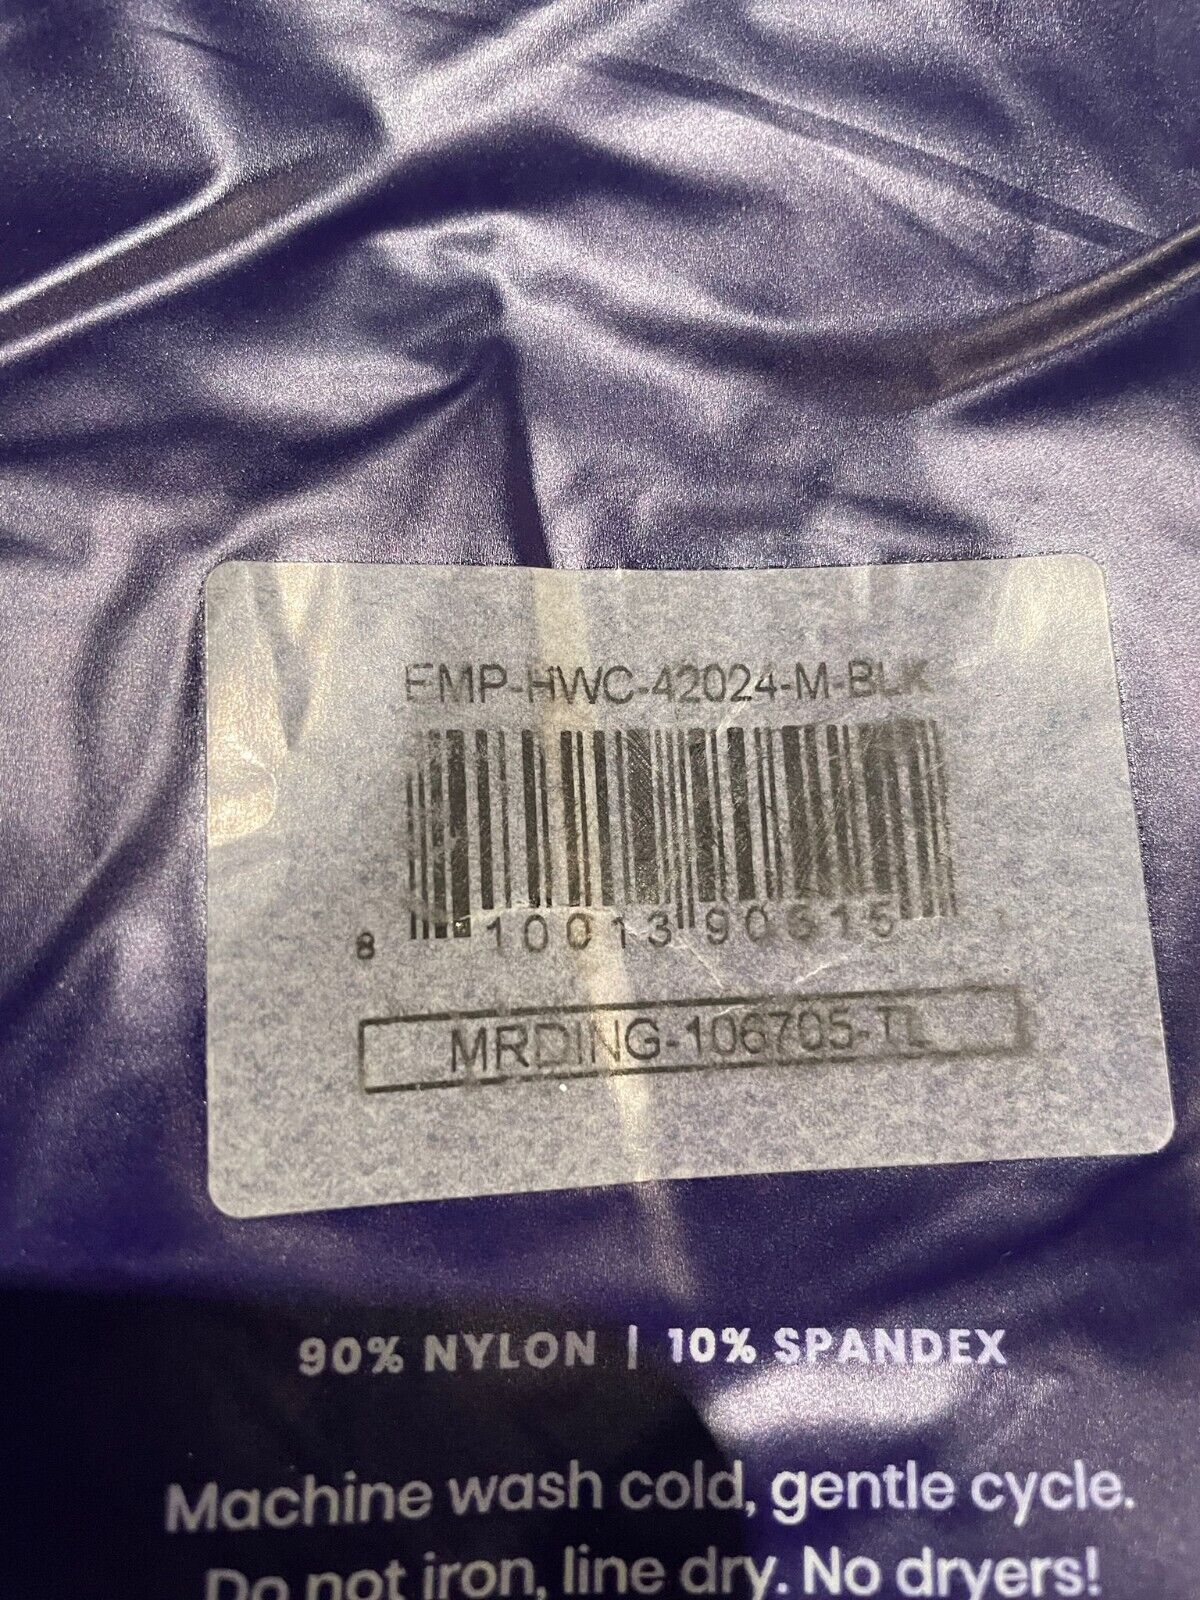 EMP-HWC-42024-M-BLK
8 10013
MRDING-106705-TL
90% NYLON | 10% SPANDEX
Machine wash cold, gentle cycle.
Do not iron, line dry. No dryers!